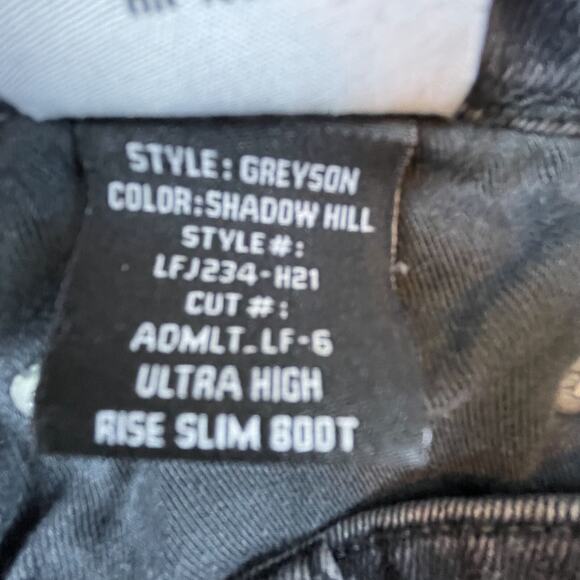 STYLE: GREYSON
COLOR:SHADOW HILL
STYLE#:
LFJ234-H21
CUT #:
ADMLT_LF-6
ULTRA HIGH
RISE SLIM BOOT